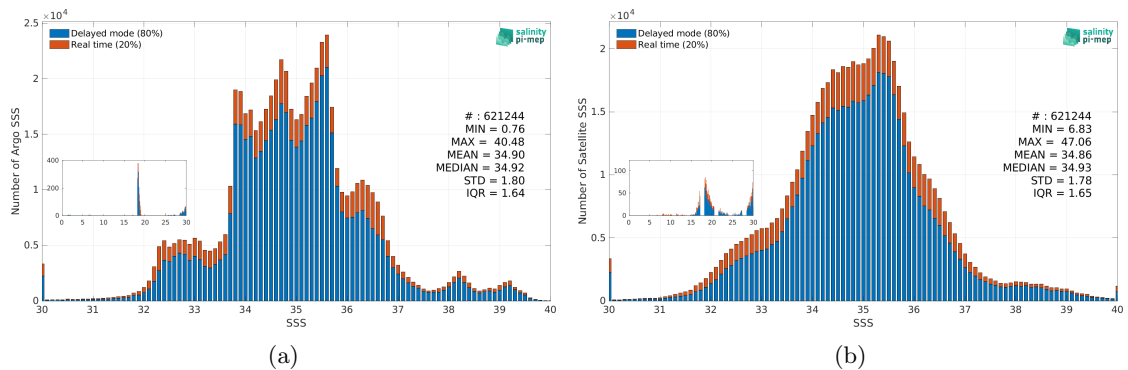 2.5 ×10⁴
Delayed mode (80%)
Real time (20%)
salinity
pi-mep
2
1.5
1
0.5
0
Number of Argo SSS
# : 621244
MIN = 0.76
MAX = 40.48
MEAN = 34.90
MEDIAN = 34.92
STD = 1.80
IQR = 1.64
400
200
0
0 5 10 15 20 25 30
30 31 32 33 34 35 36 37 38 39 40
SSS
(a)
×10⁴
Delayed mode (80%)
Real time (20%)
salinity
pi-mep
2
1.5
1
0.5
0
Number of Satellite SSS
# : 621244
MIN = 6.83
MAX = 47.06
MEAN = 34.86
MEDIAN = 34.93
STD = 1.78
IQR = 1.65
100
50
0
0 5 10 15 20 25 30
30 31 32 33 34 35 36 37 38 39 40
SSS
(b)